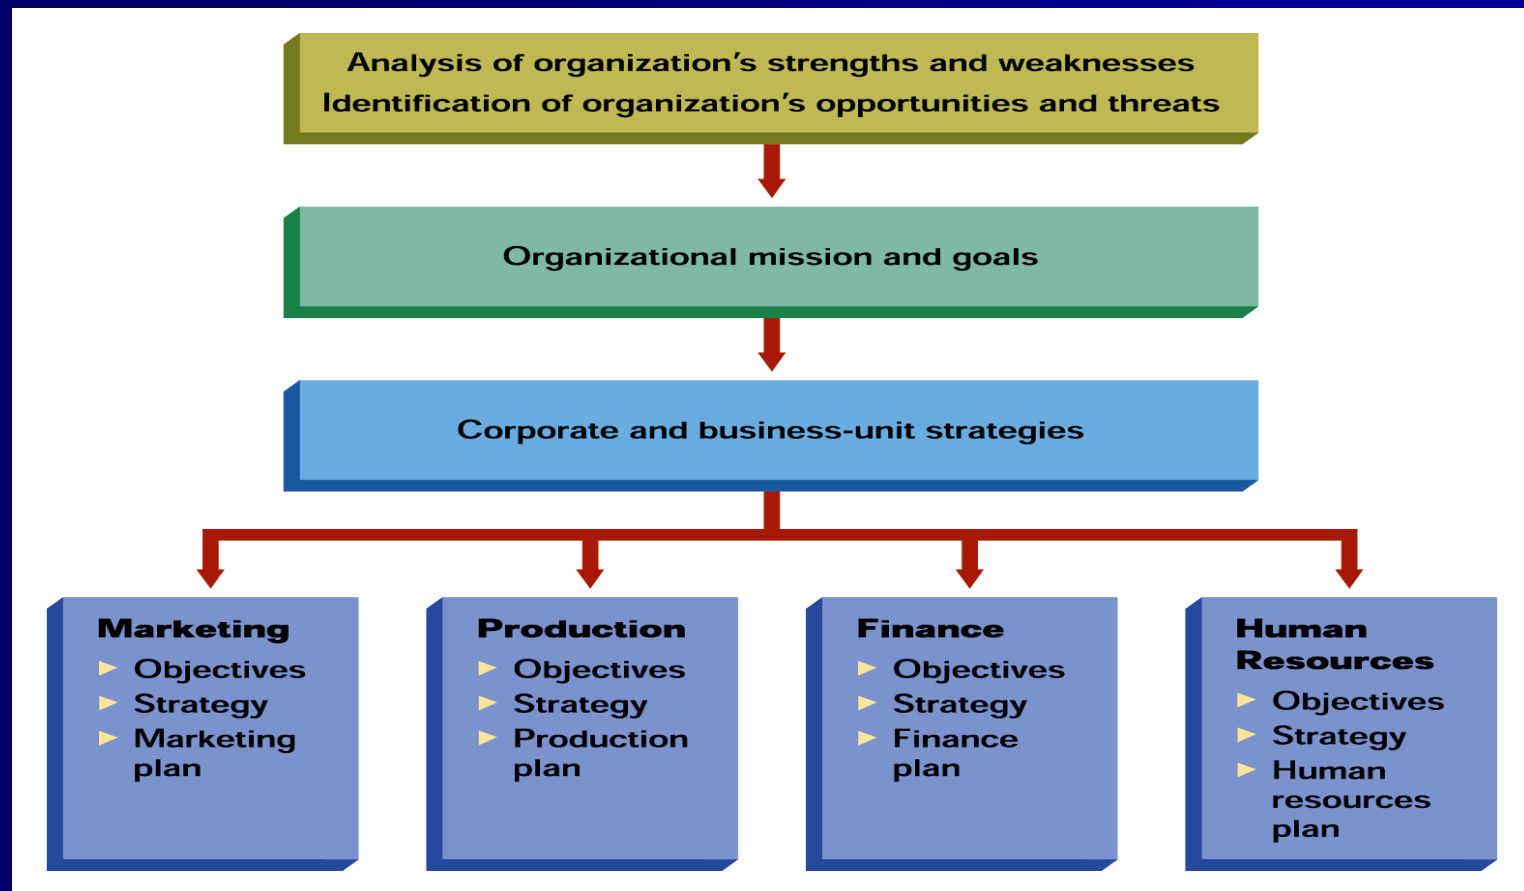 Analysis of organization's strengths and weaknesses
Identification of organization's opportunities and threats
Organizational mission and goals
Corporate and business-unit strategies
Marketing
Objectives
Strategy
Marketing
plan
Production
Objectives
Strategy
Production
plan
Finance
Objectives
Strategy
Finance
plan
Human
Resources
Objectives
Strategy
Human
resources
plan